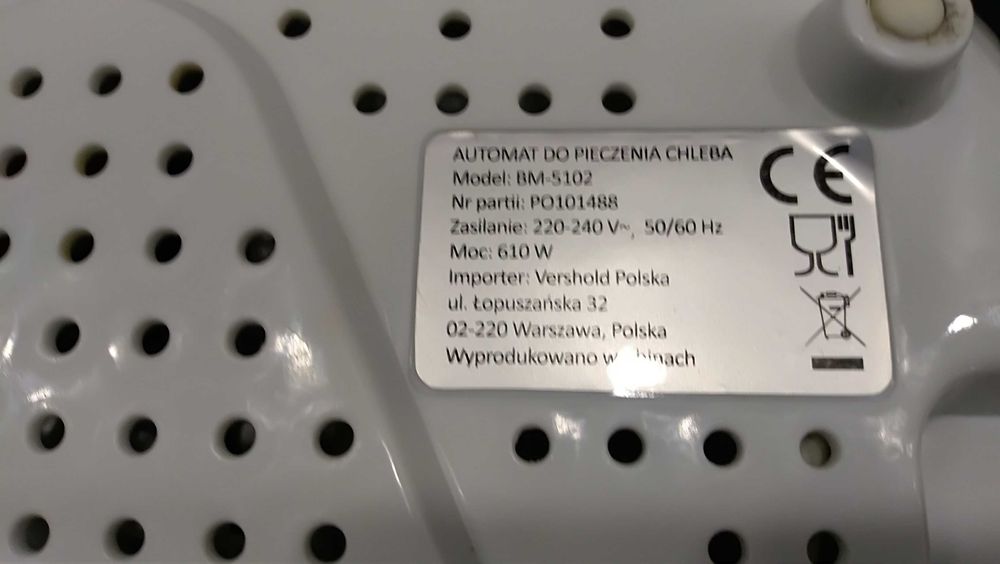 AUTOMAT DO PIECZENIA CHLEBA
Model: BM-5102
Nr partii: PO101488
Zasilanie: 220-240 V~, 50/60 Hz
Moc: 610 W
Importer: Vershold Polska
ul. Łopuszańska 32
02-220 Warszawa, Polska
Wyprodukowano w
CE